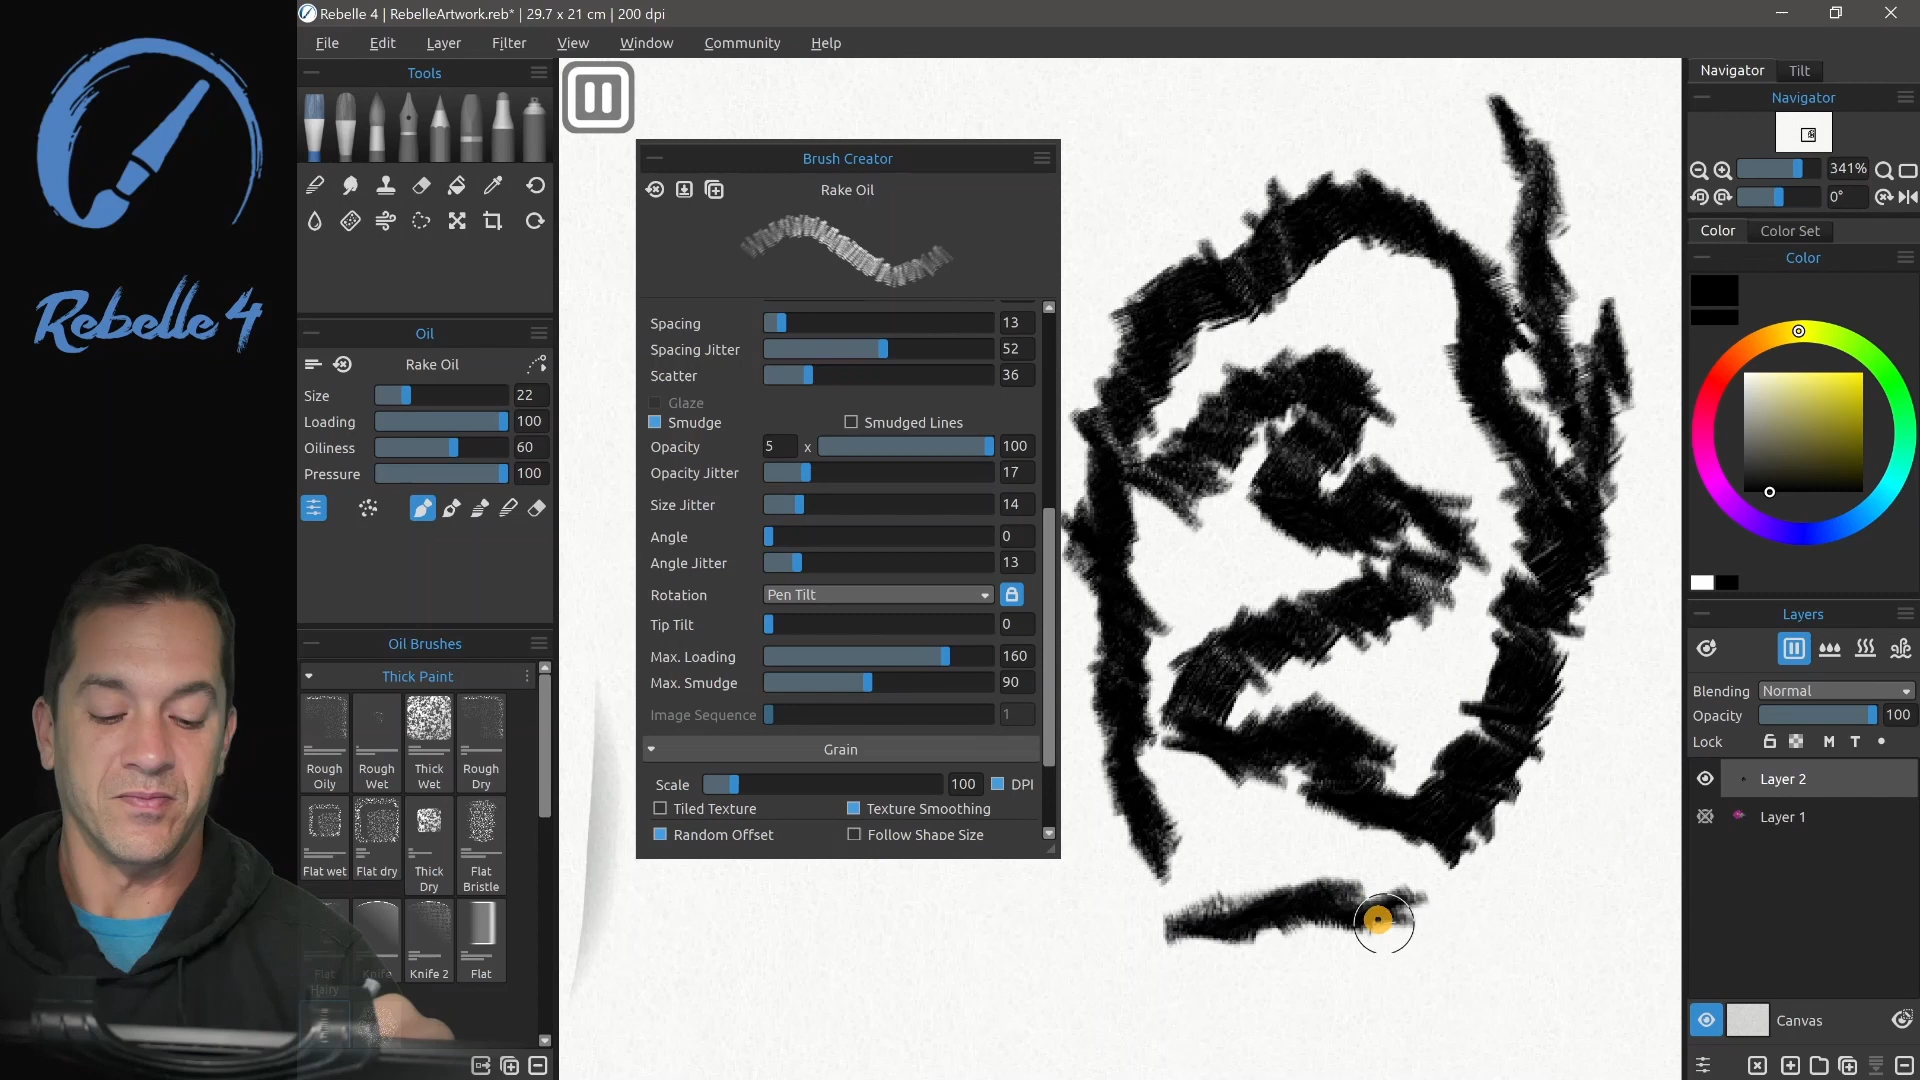 Rebelle 4 | RebelleArtwork.reb* | 29.7 x 21 cm | 200 dpi
File Edit Layer Filter View Window Community Help
Rebelle 4
Tools
Oil
Rake Oil
Size 22
Loading 100
Oiliness 60
Pressure 100
Oil Brushes
Thick Paint
Rough Oily
Rough Wet
Thick Wet
Rough Dry
Flat wet
Flat dry
Thick Dry
Flat Bristle
Flat Hairy
Knife
Knife 2
Flat
Brush Creator
Rake Oil
Spacing 13
Spacing Jitter 52
Scatter 36
Glaze
Smudge Smudged Lines
Opacity 5 x 100
Opacity Jitter 17
Size Jitter 14
Angle 0
Angle Jitter 13
Rotation Pen Tilt
Tip Tilt 0
Max. Loading 160
Max. Smudge 90
Image Sequence 1
Grain
Scale 100 DPI
Tiled Texture Texture Smoothing
Random Offset Follow Shape Size
Navigator Tilt
Navigator
341%
0°
Color Color Set
Color
Layers
Blending Normal
Opacity 100
Lock M T
Layer 2
Layer 1
Canvas